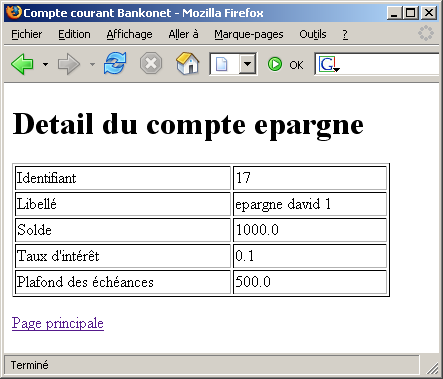 Compte courant Bankonet - Mozilla Firefox
Fichier Edition Affichage Aller à Marque-pages Outils ?
OK G
Detail du compte epargne
Identifiant 17
Libellé epargne david 1
Solde 1000.0
Taux d'intérêt 0.1
Plafond des échéances 500.0
Page principale
Terminé